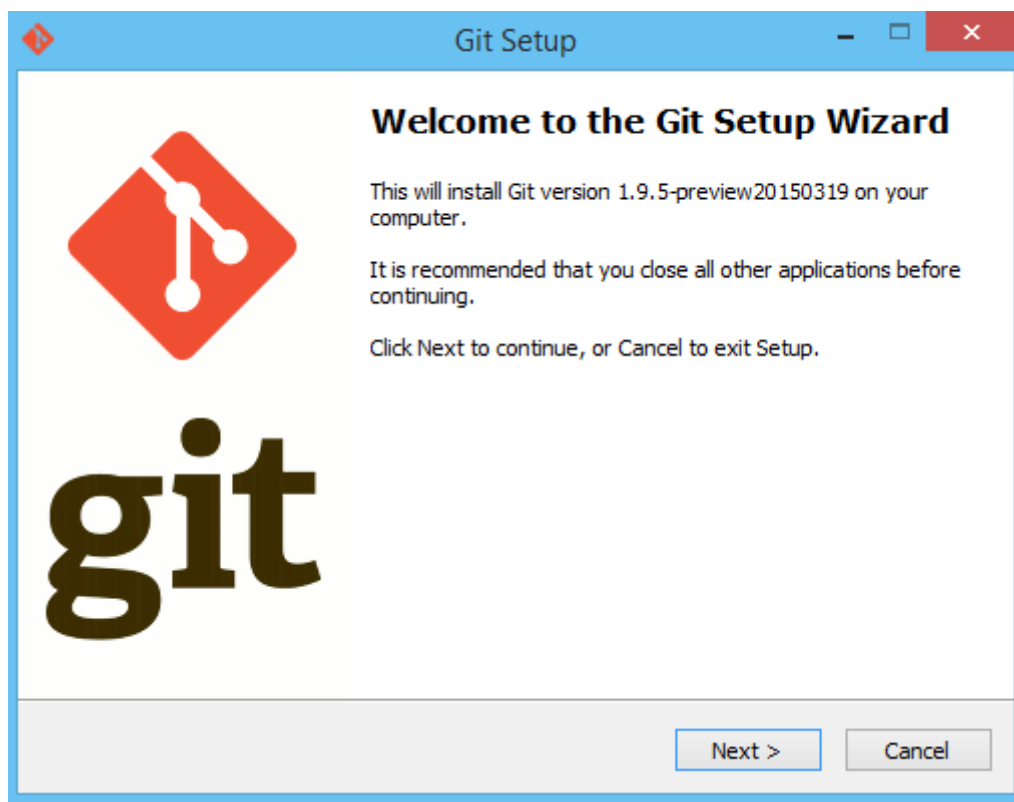 Git Setup
Welcome to the Git Setup Wizard
This will install Git version 1.9.5-preview20150319 on your
computer.
It is recommended that you close all other applications before
continuing.
Click Next to continue, or Cancel to exit Setup.
git
Next >
Cancel